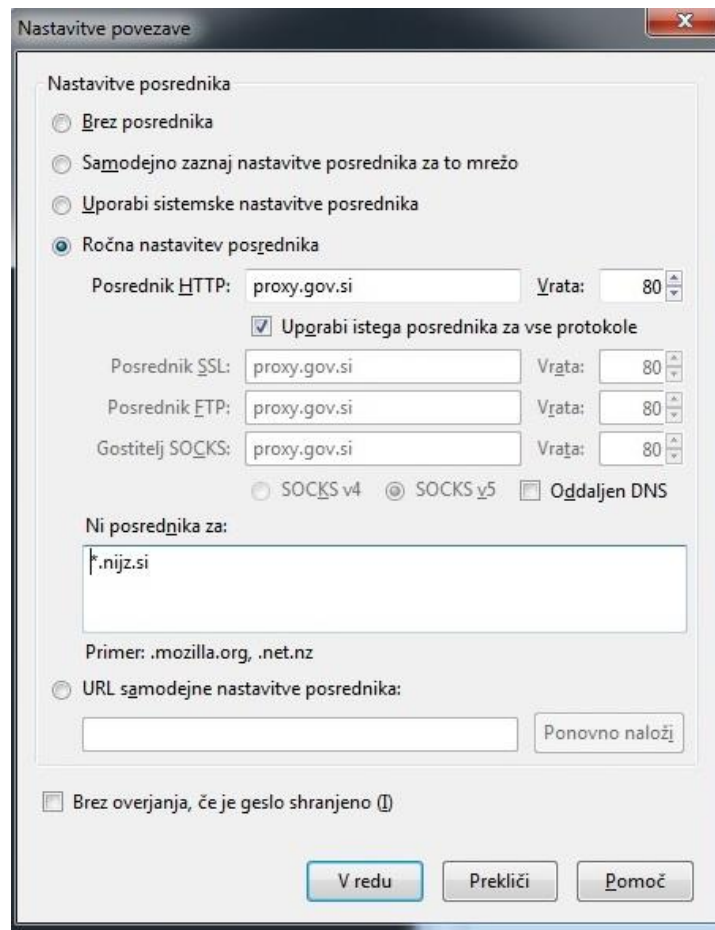 Nastavitve povezave
Nastavitve posrednika
Brez posrednika
Samodejno zaznaj nastavitve posrednika za to mrežo
Uporabi sistemske nastavitve posrednika
Ročna nastavitev posrednika
Posrednik HTTP: proxy.gov.si Vrata: 80
Uporabi istega posrednika za vse protokole
Posrednik SSL: proxy.gov.si Vrata: 80
Posrednik FTP: proxy.gov.si Vrata: 80
Gostitelj SOCKS: proxy.gov.si Vrata: 80
SOCKS v4 SOCKS v5 Oddaljen DNS
Ni posrednika za:
*.nijz.si
Primer: .mozilla.org, .net.nz
URL samodejne nastavitve posrednika:
Ponovno naloži
Brez overjanja, če je geslo shranjeno (I)
V redu Prekliči Pomoč